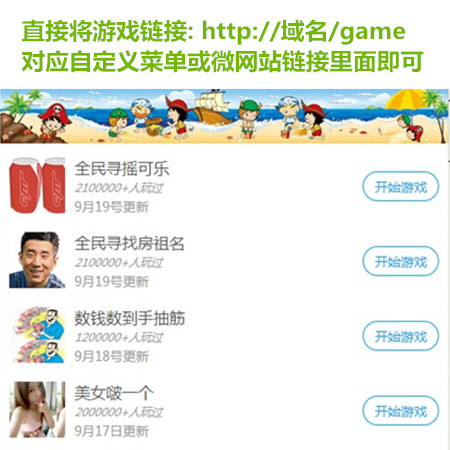 直接将游戏链接: http://域名/game
对应自定义菜单或微网站链接里面即可
全民寻摇可乐
2100000+人玩过
9月19号更新
开始游戏
全民寻找房祖名
2100000+人玩过
9月19号更新
开始游戏
数钱数到手抽筋
1200000+人玩过
9月18号更新
开始游戏
美女啵一个
2000000+人玩过
9月17日更新
开始游戏